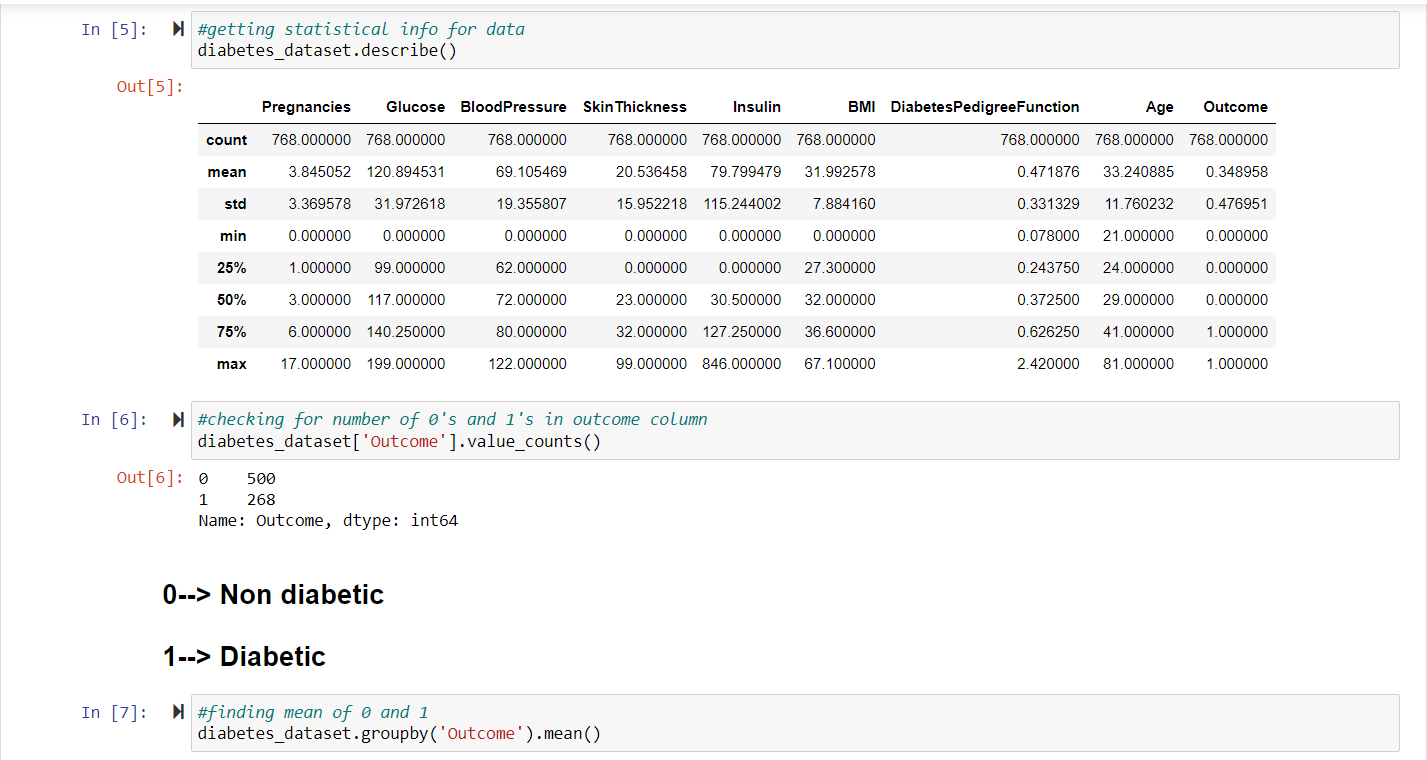 In [5]: #getting statistical info for data
diabetes_dataset.describe()
Out[5]:
Pregnancies Glucose BloodPressure SkinThickness Insulin BMI DiabetesPedigreeFunction Age Outcome
count 768.000000 768.000000 768.000000 768.000000 768.000000 768.000000 768.000000 768.000000 768.000000
mean 3.845052 120.894531 69.105469 20.536458 79.799479 31.992578 0.471876 33.240885 0.348958
std 3.369578 31.972618 19.355807 15.952218 115.244002 7.884160 0.331329 11.760232 0.476951
min 0.000000 0.000000 0.000000 0.000000 0.000000 0.000000 0.078000 21.000000 0.000000
25% 1.000000 99.000000 62.000000 0.000000 0.000000 27.300000 0.243750 24.000000 0.000000
50% 3.000000 117.000000 72.000000 23.000000 30.500000 32.000000 0.372500 29.000000 0.000000
75% 6.000000 140.250000 80.000000 32.000000 127.250000 36.600000 0.626250 41.000000 1.000000
max 17.000000 199.000000 122.000000 99.000000 846.000000 67.100000 2.420000 81.000000 1.000000
In [6]: #checking for number of 0's and 1's in outcome column
diabetes_dataset['Outcome'].value_counts()
Out[6]: 0 500
1 268
Name: Outcome, dtype: int64
0--> Non diabetic
1--> Diabetic
In [7]: #finding mean of 0 and 1
diabetes_dataset.groupby('Outcome').mean()